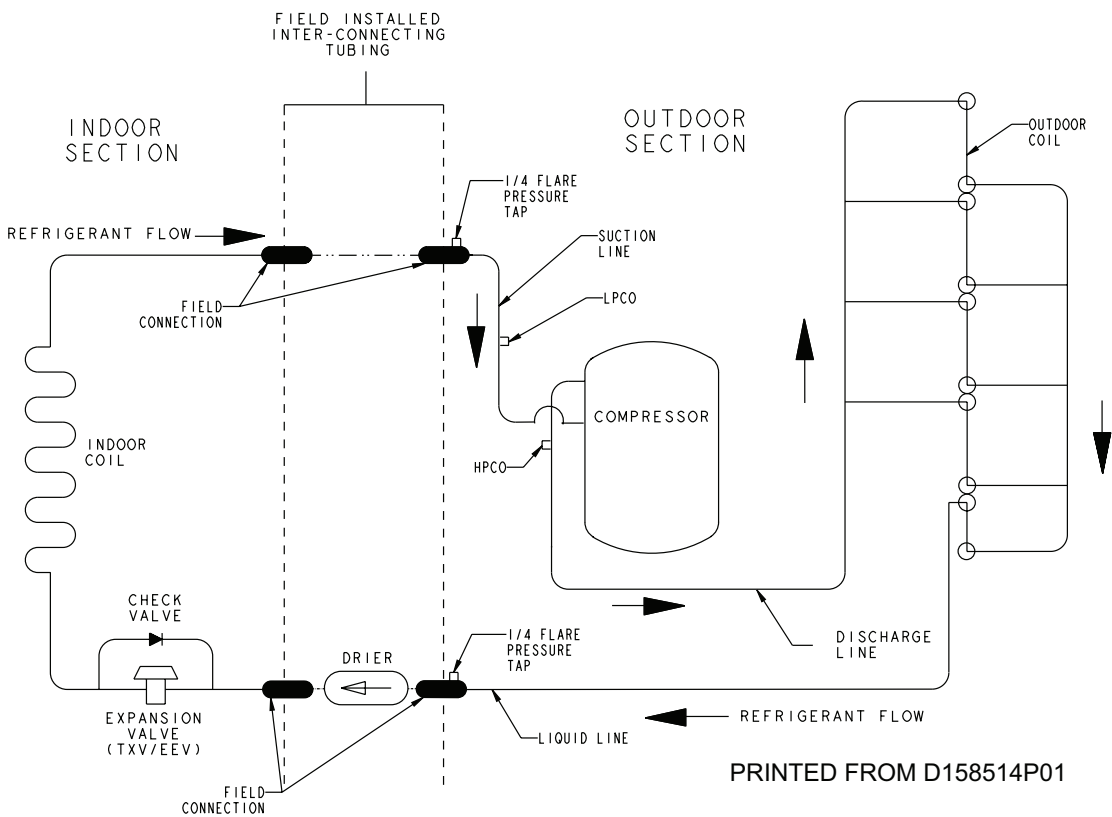 FIELD INSTALLED
INTER-CONNECTING
TUBING
INDOOR
SECTION
OUTDOOR
SECTION
OUTDOOR
COIL
1/4 FLARE
PRESSURE
TAP
REFRIGERANT FLOW
SUCTION
LINE
FIELD
CONNECTION
LPCO
COMPRESSOR
INDOOR
COIL
HPCO
CHECK
VALVE
1/4 FLARE
PRESSURE
TAP
DISCHARGE
LINE
DRIER
EXPANSION
VALVE
(TXV/EEV)
LIQUID LINE
REFRIGERANT FLOW
PRINTED FROM D158514P01
FIELD
CONNECTION